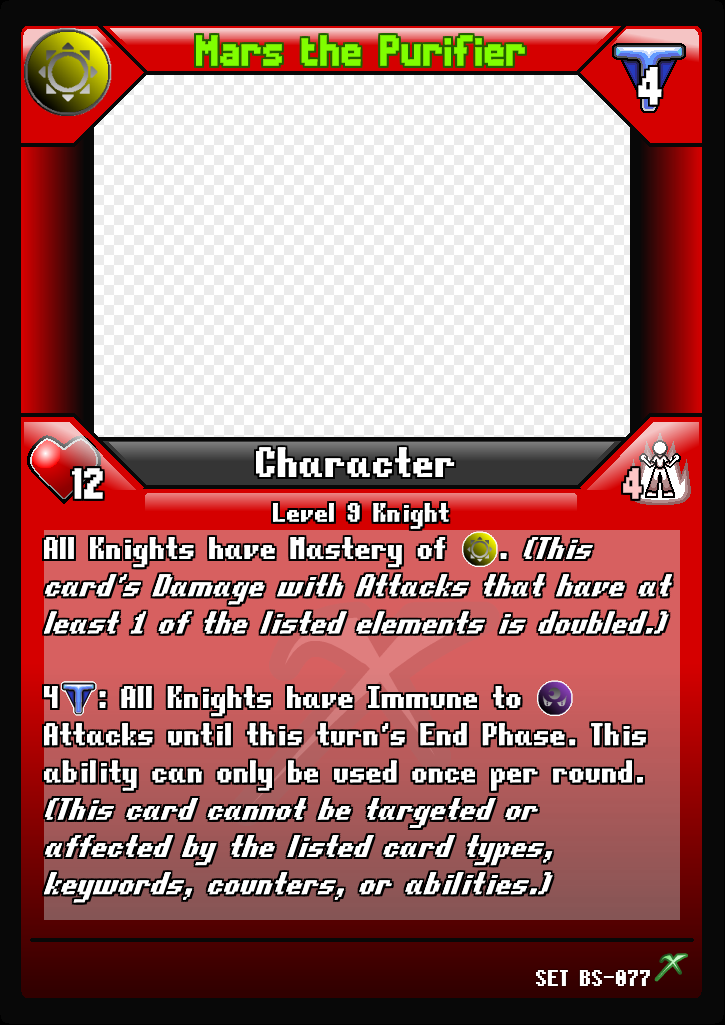 Mars the Purifier
4
Character
12
4
Level 9 Knight
All Knights have Mastery of . (This
card's Damage with Attacks that have at
least 1 of the listed elements is doubled.)
4 : All Knights have Immune to
Attacks until this turn's End Phase. This
ability can only be used once per round.
(This card cannot be targeted or
affected by the listed card types,
keywords, counters, or abilities.)
SET BS-077